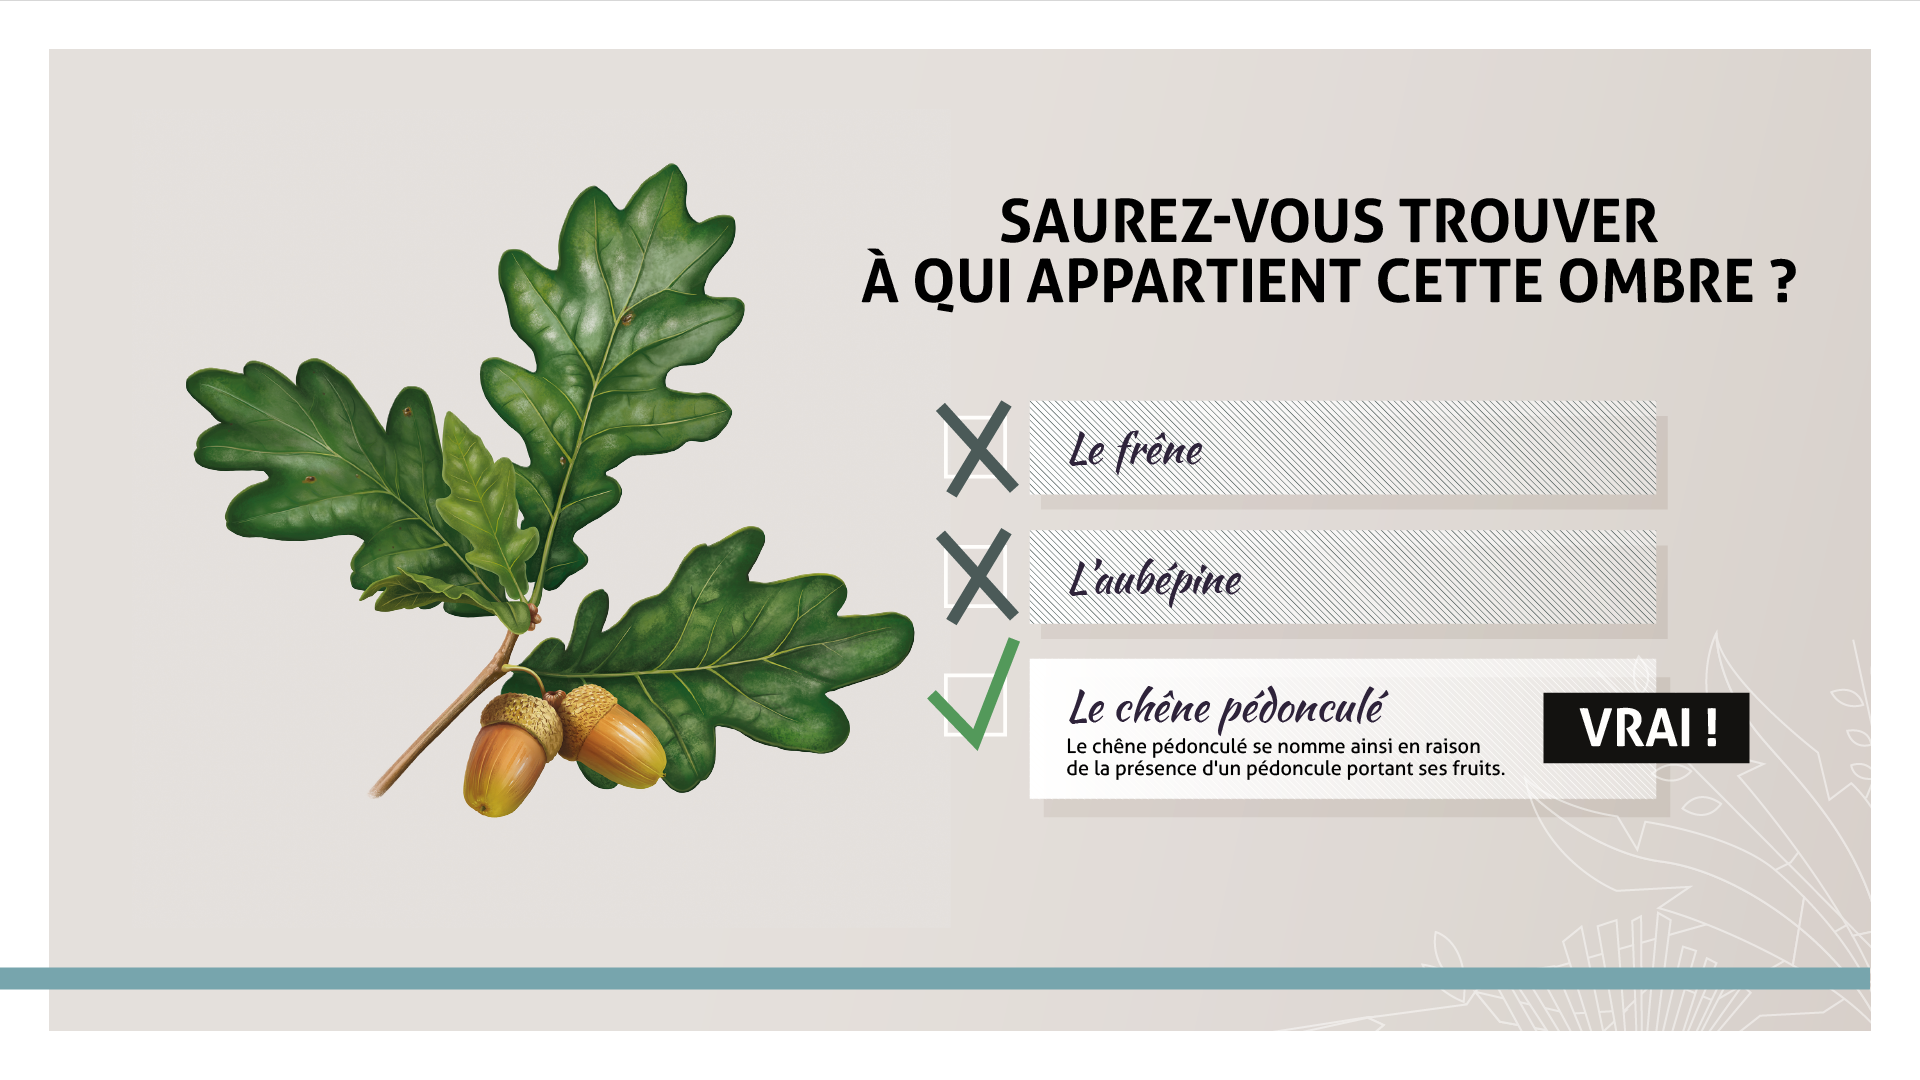 SAUREZ-VOUS TROUVER
À QUI APPARTIENT CETTE OMBRE ?
Le frêne
L'aubépine
Le chêne pédonculé
Le chêne pédonculé se nomme ainsi en raison
de la présence d'un pédoncule portant ses fruits.
VRAI !